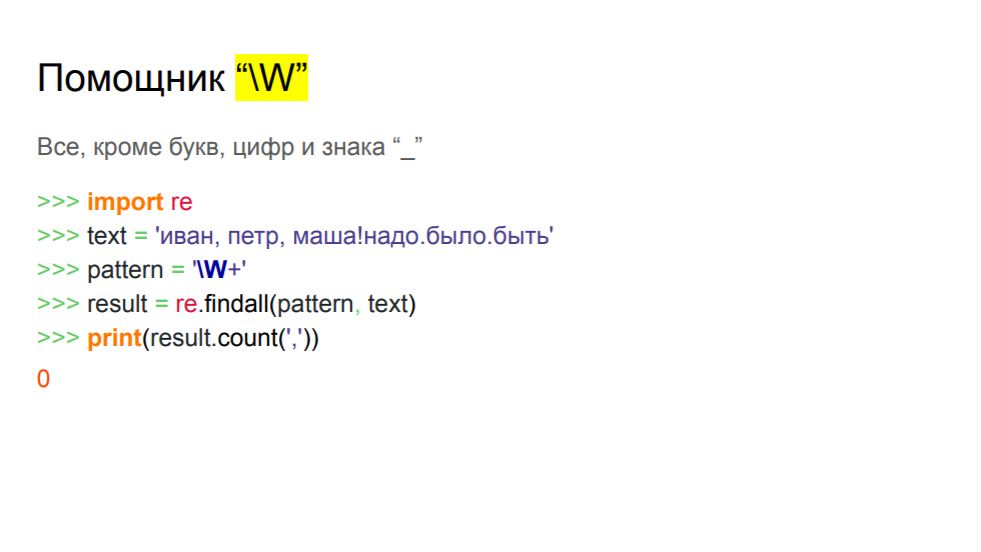 Помощник “\W”
Все, кроме букв, цифр и знака “_”
>>> import re
>>> text = 'иван, петр, маша!надо.было.быть'
>>> pattern = '\W+'
>>> result = re.findall(pattern, text)
>>> print(result.count(','))
0